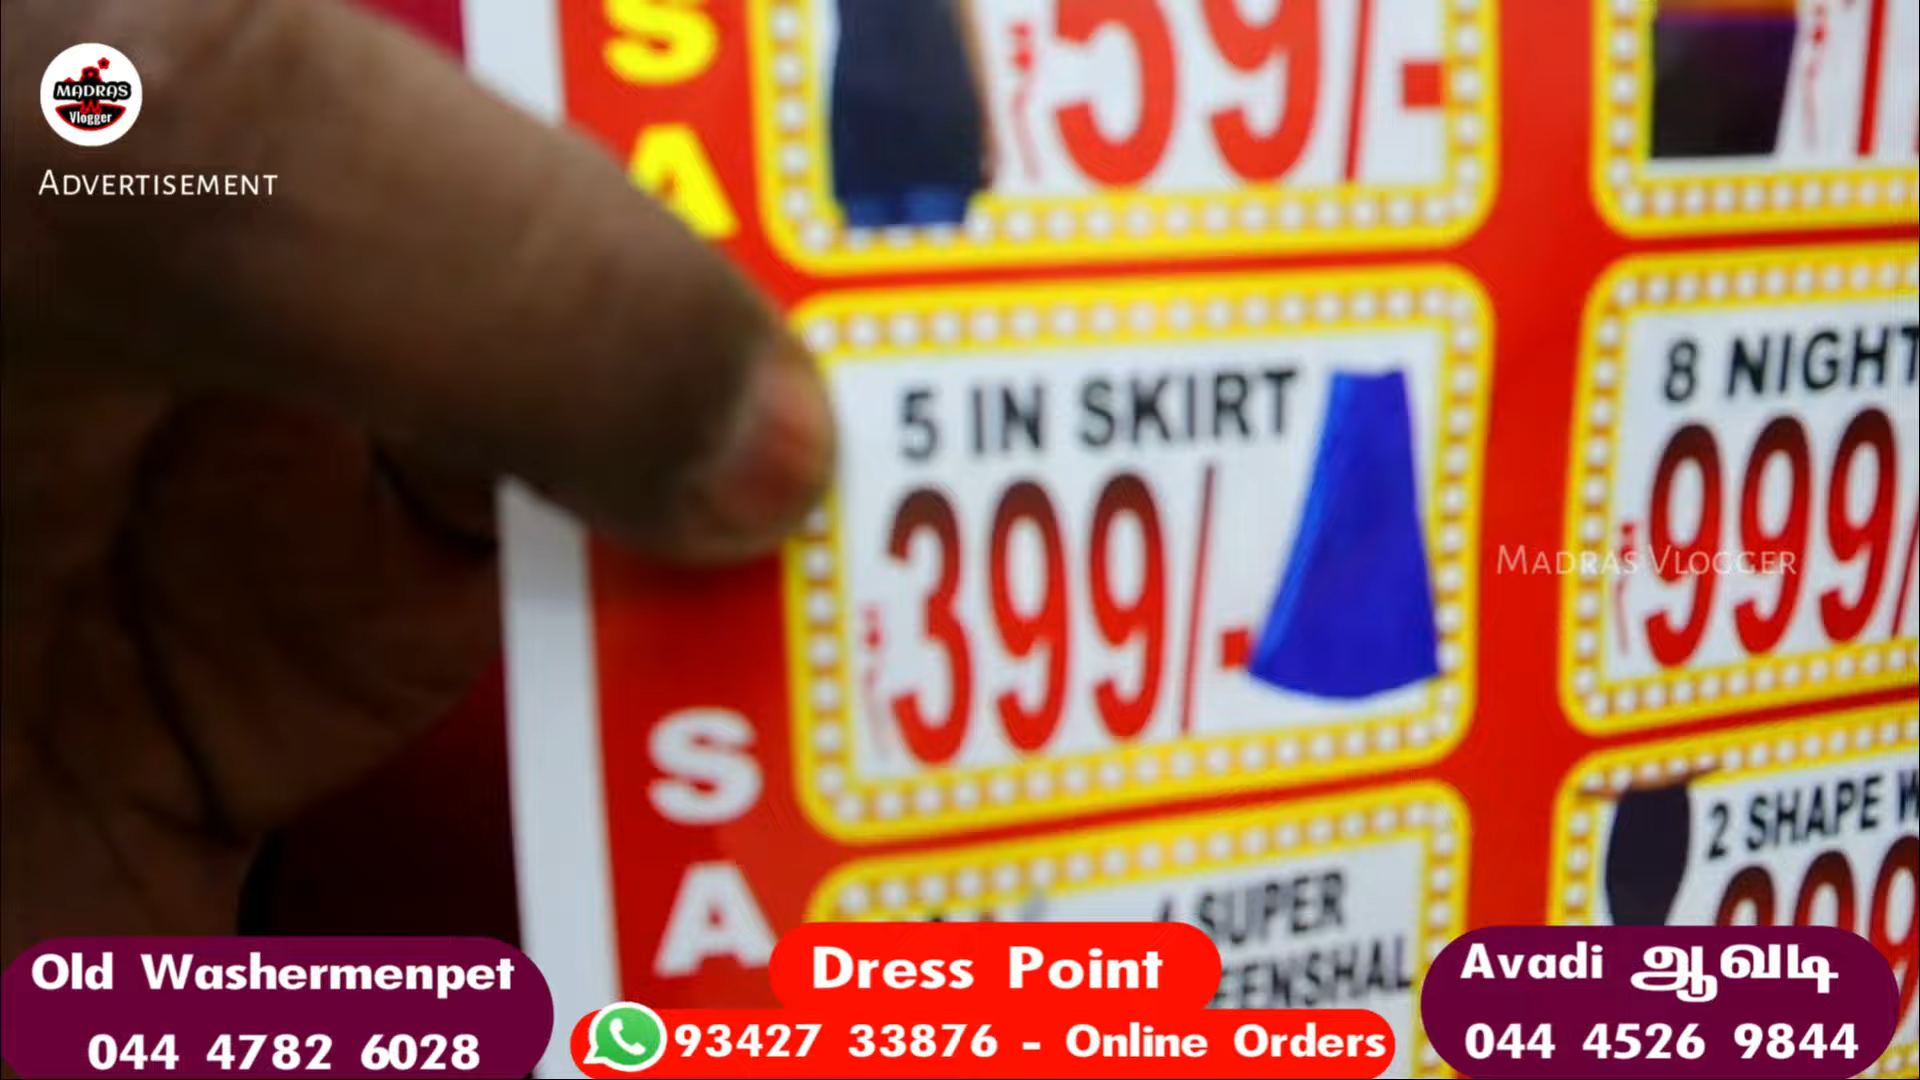 MADRAS
Vlogger
ADVERTISEMENT
S
A
59/-
5 IN SKIRT
399/-
8 NIGHT
999/
MADRAS VLOGGER
S
A
2 SHAPE W
SUPER
Old Washermenpet
044 4782 6028
Dress Point
93427 33876 - Online Orders
Avadi ஆவடி
044 4526 9844